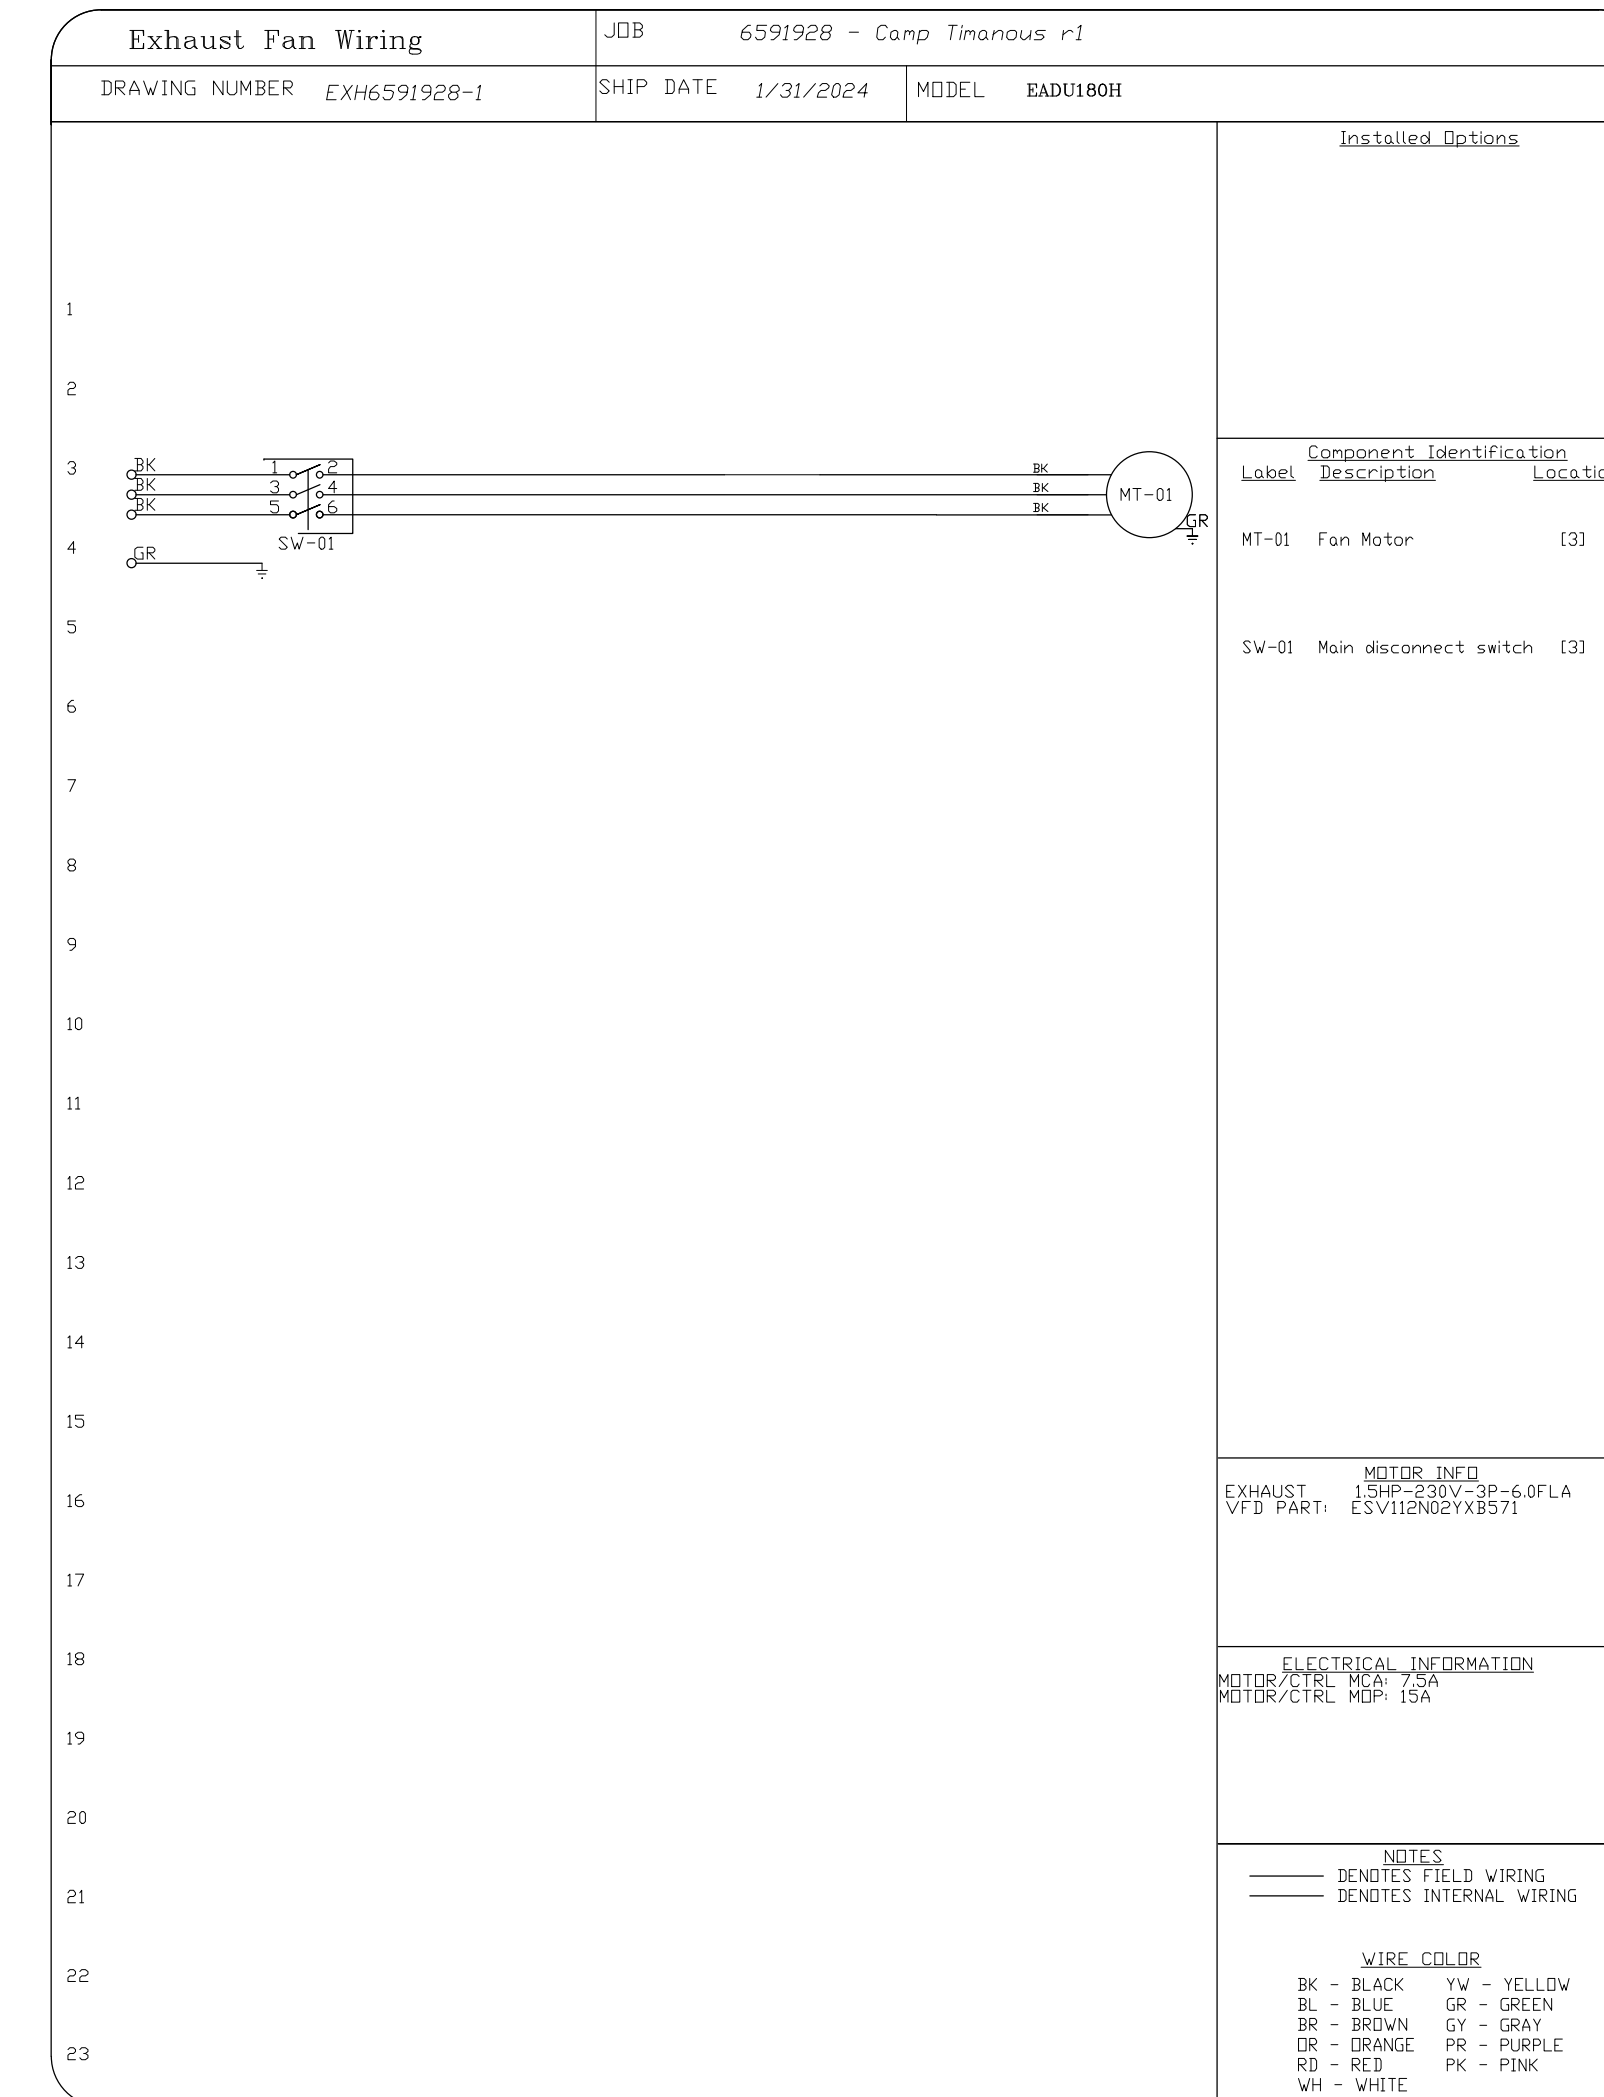 Exhaust Fan Wiring
JOB 6591928 - Camp Timanous r1
DRAWING NUMBER EXH6591928-1
SHIP DATE 1/31/2024
MODEL EADU180H
Installed Options
1
2
3
BK 1 2 BK
BK 3 4 BK
BK 5 6 BK
MT-01
GR
SW-01
4
GR
5
6
7
8
9
10
11
12
13
14
15
16
17
18
19
20
21
22
23
Component Identification
Label Description Locatio
MT-01 Fan Motor [3]
SW-01 Main disconnect switch [3]
MOTOR INFO
EXHAUST 1.5HP-230V-3P-6.0FLA
VFD PART: ESV112N02YXB571
ELECTRICAL INFORMATION
MOTOR/CTRL MCA: 7.5A
MOTOR/CTRL MOP: 15A
NOTES
DENOTES FIELD WIRING
DENOTES INTERNAL WIRING
WIRE COLOR
BK - BLACK YW - YELLOW
BL - BLUE GR - GREEN
BR - BROWN GY - GRAY
OR - ORANGE PR - PURPLE
RD - RED PK - PINK
WH - WHITE